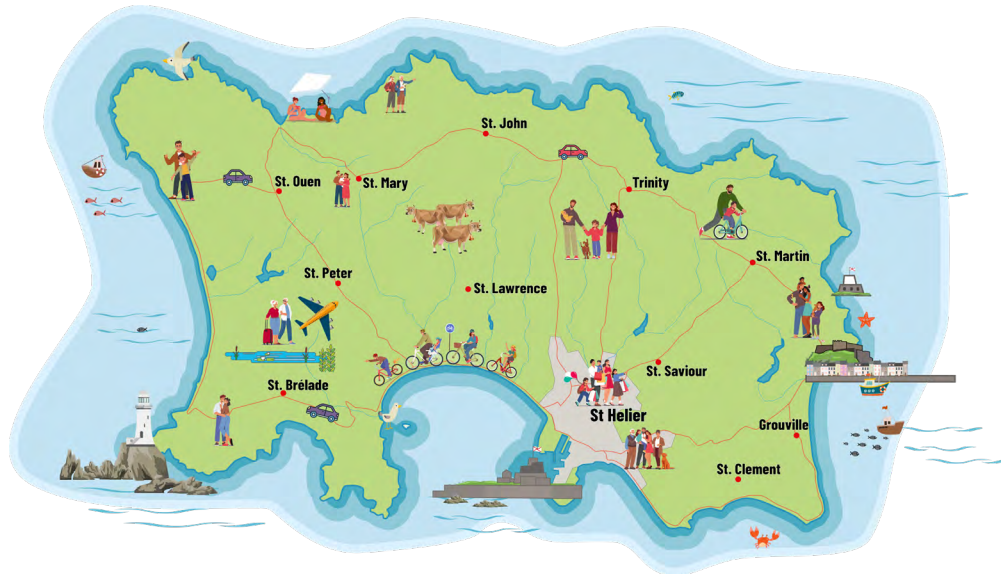 St. John
St. Ouen
St. Mary
Trinity
St. Martin
St. Peter
St. Lawrence
St. Saviour
St. Brélade
St Helier
Grouville
St. Clement